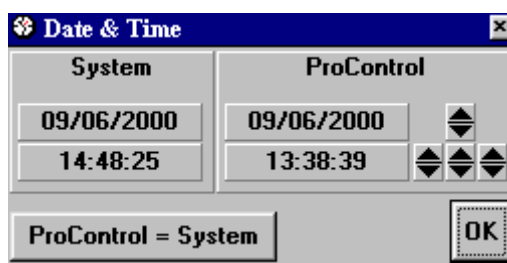 Date & Time
System
ProControl
09/06/2000
09/06/2000
14:48:25
13:38:39
ProControl = System
OK